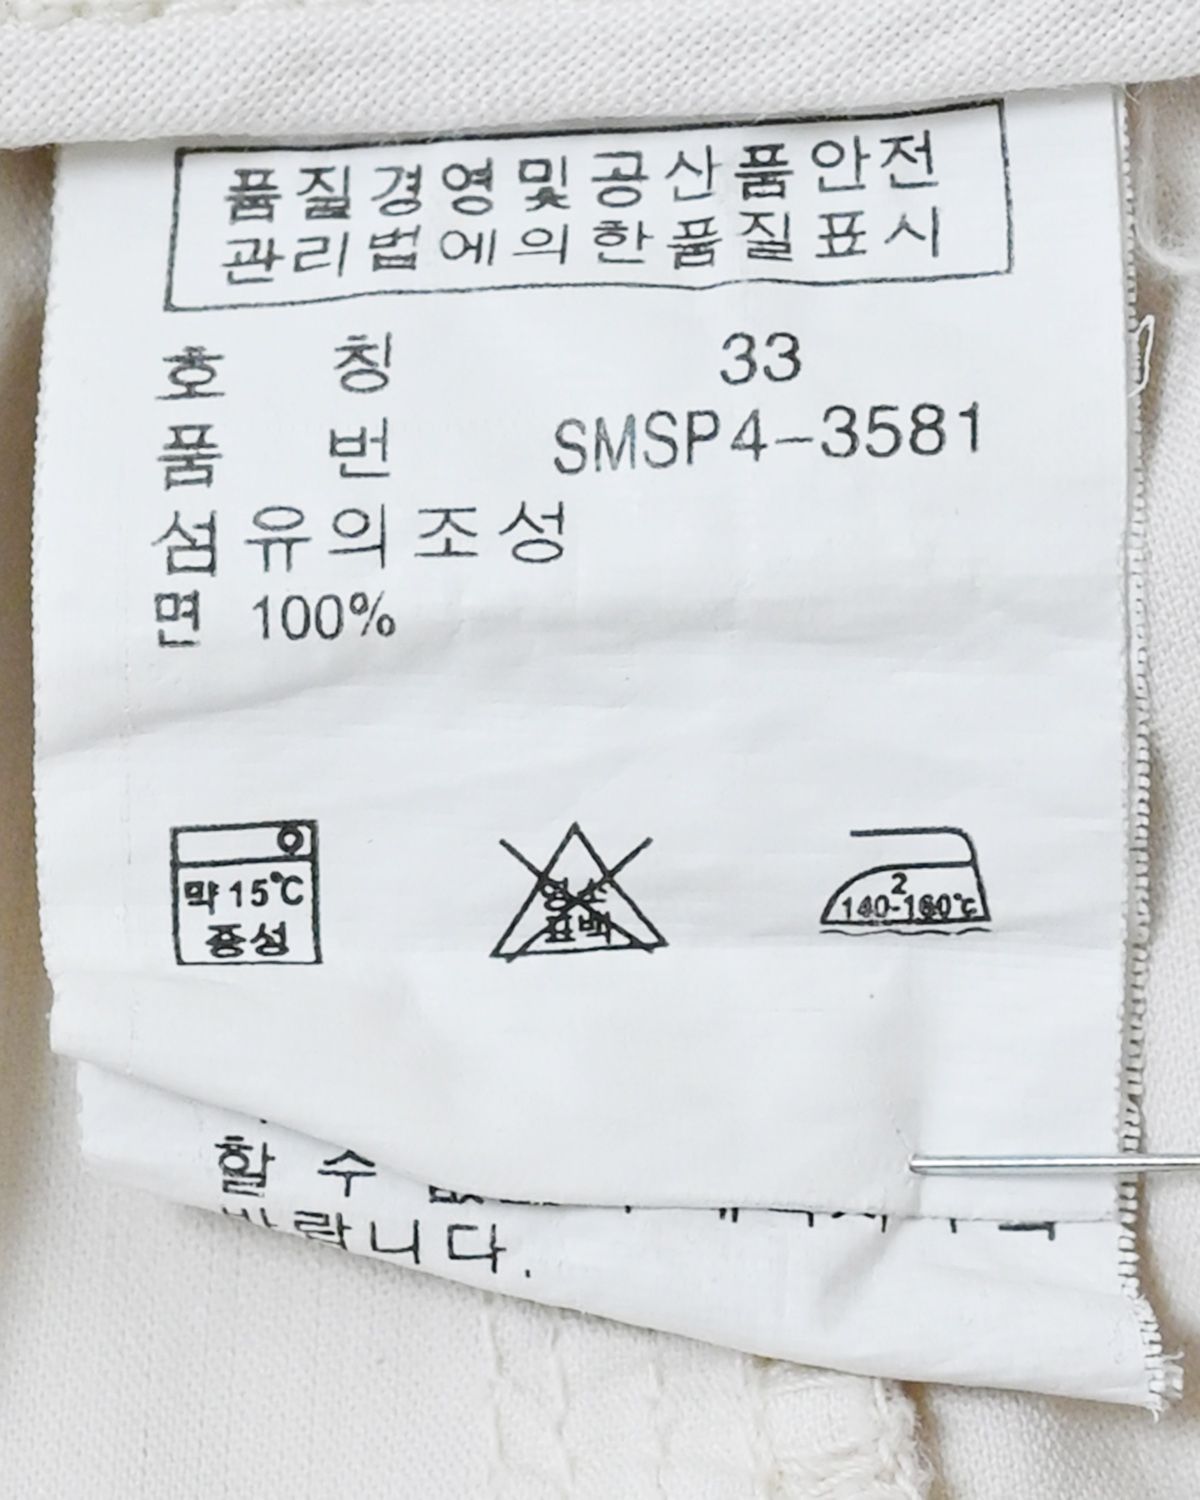 품질경영및공산품안전
관리법에의한품질표시
호 칭 33
품 번 SMSP4-3581
섬유의조성
면 100%
약 15℃
중성
염소
표백
2
140-160℃
할 수
바랍니다.